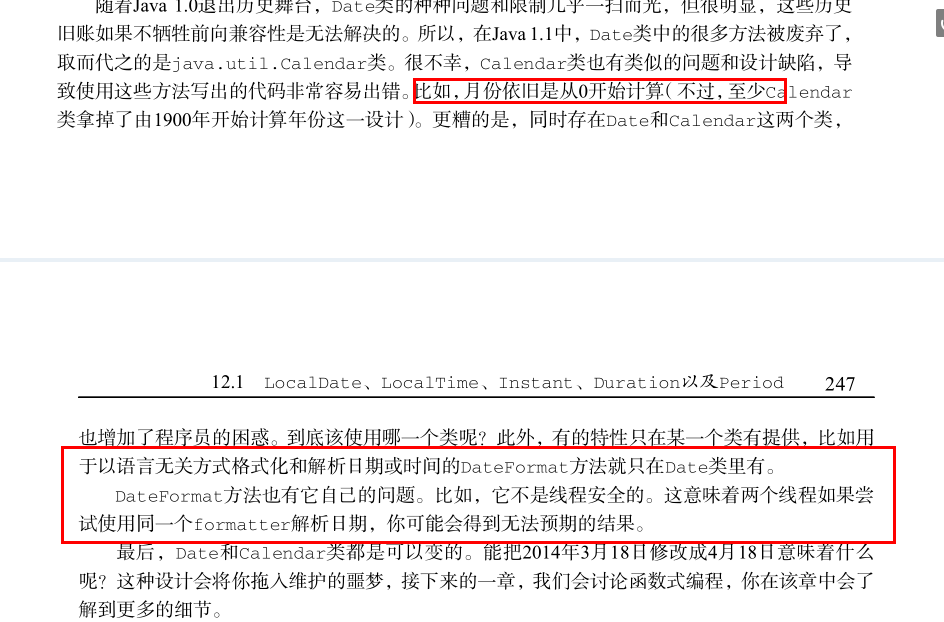 随着Java 1.0退出历史舞台，Date类的种种问题和限制几乎一扫而光，但很明显，这些历史
旧账如果不牺牲前向兼容性是无法解决的。所以，在Java 1.1中，Date类中的很多方法被废弃了，
取而代之的是java.util.Calendar类。很不幸，Calendar类也有类似的问题和设计缺陷，导
致使用这些方法写出的代码非常容易出错。比如，月份依旧是从0开始计算（不过，至少Calendar
类拿掉了由1900年开始计算年份这一设计）。更糟的是，同时存在Date和Calendar这两个类，
12.1 LocalDate、LocalTime、Instant、Duration以及Period 247
也增加了程序员的困惑。到底该使用哪一个类呢？此外，有的特性只在某一个类有提供，比如用
于以语言无关方式格式化和解析日期或时间的DateFormat方法就只在Date类里有。
DateFormat方法也有它自己的问题。比如，它不是线程安全的。这意味着两个线程如果尝
试使用同一个formatter解析日期，你可能会得到无法预期的结果。
最后，Date和Calendar类都是可以变的。能把2014年3月18日修改成4月18日意味着什么
呢？这种设计会将你拖入维护的噩梦，接下来的一章，我们会讨论函数式编程，你在该章中会了
解到更多的细节。